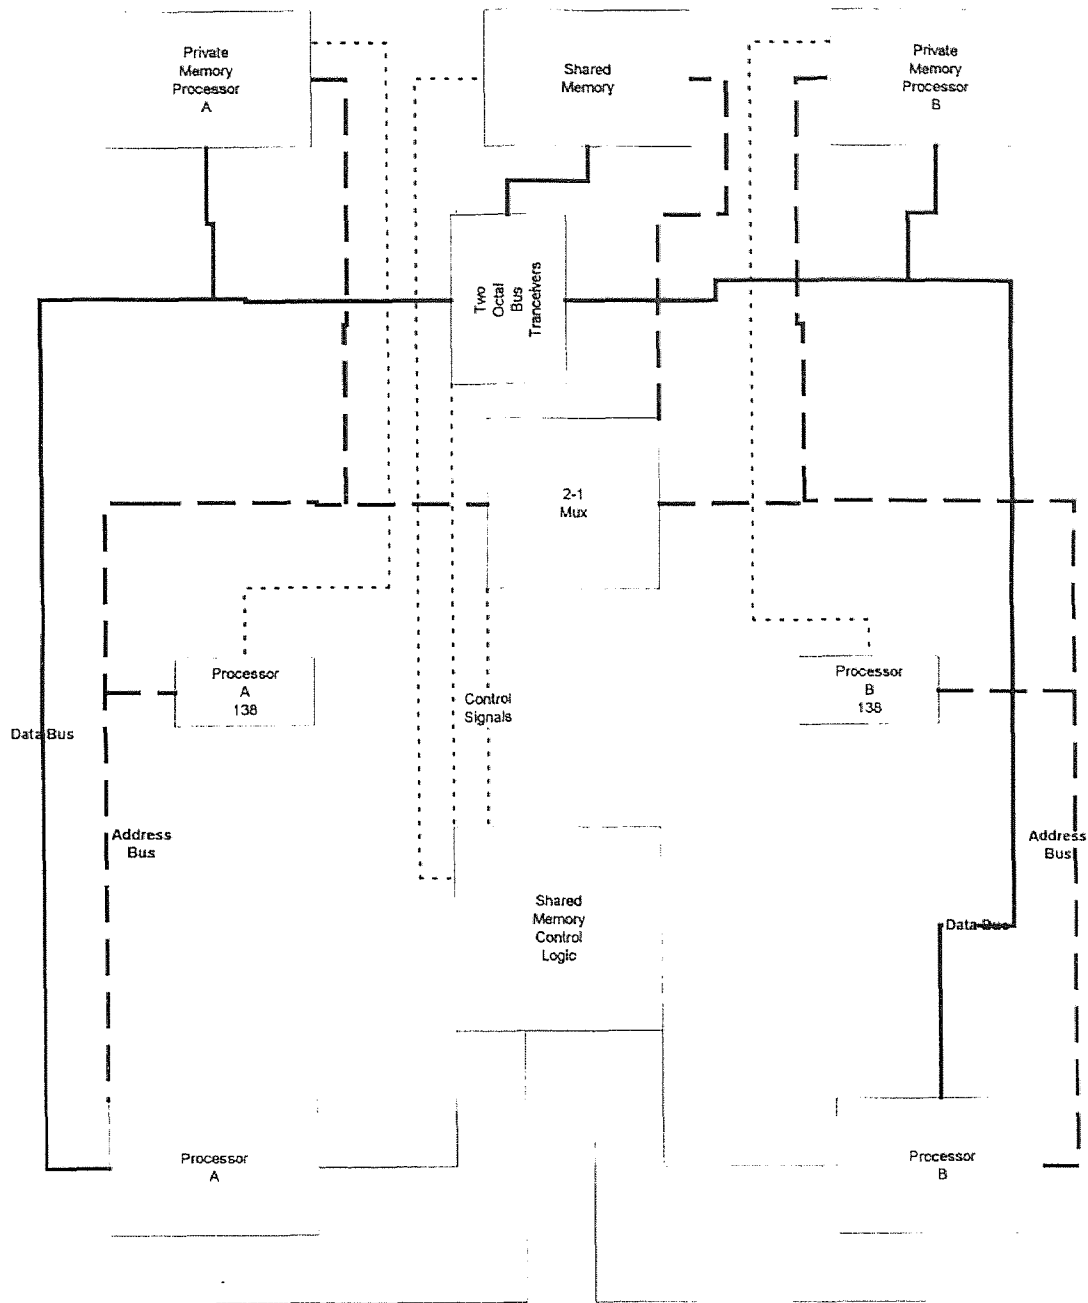 Private
Memory
Processor
A
Shared
Memory
Private
Memory
Processor
B
Two
Octal
Bus
Tranceivers
2-1
Mux
Processor
A
138
Control
Signals
Processor
B
138
Data Bus
Address
Bus
Address
Bus
Shared
Memory
Control
Logic
Data Bus
Processor
A
Processor
B